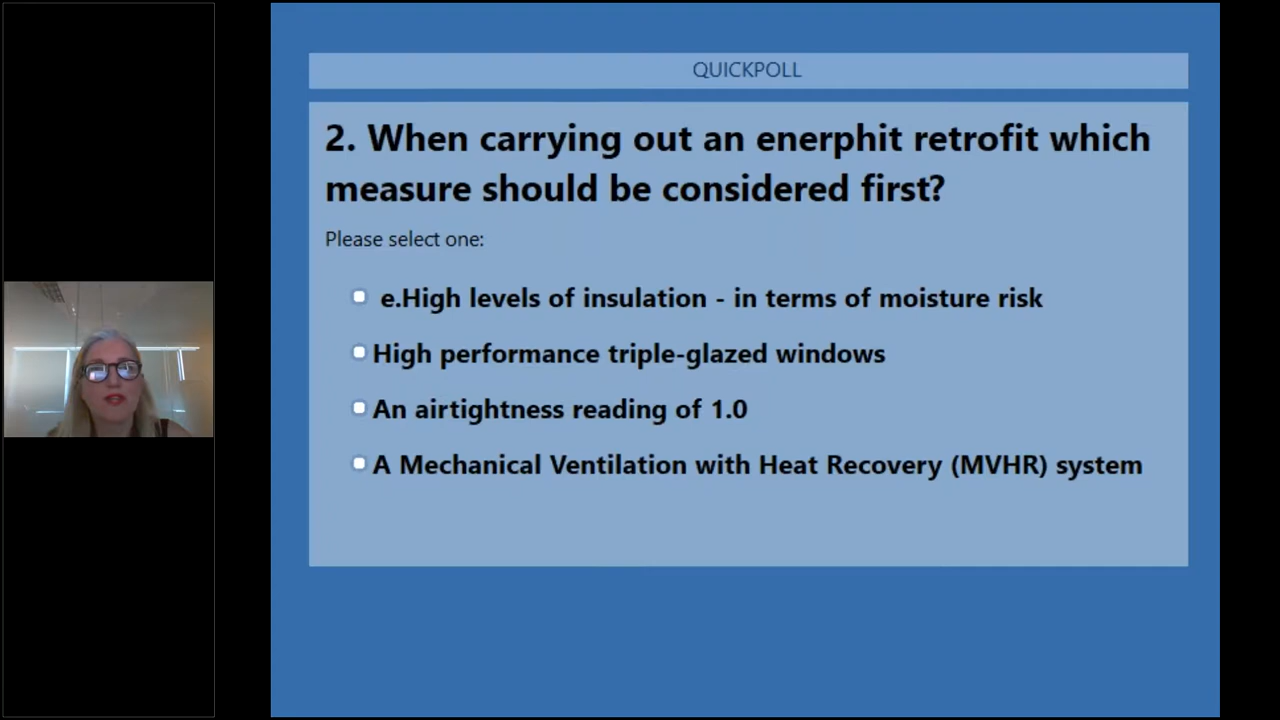 QUICKPOLL
2. When carrying out an enerphit retrofit which
measure should be considered first?
Please select one:
e.High levels of insulation - in terms of moisture risk
High performance triple-glazed windows
An airtightness reading of 1.0
A Mechanical Ventilation with Heat Recovery (MVHR) system